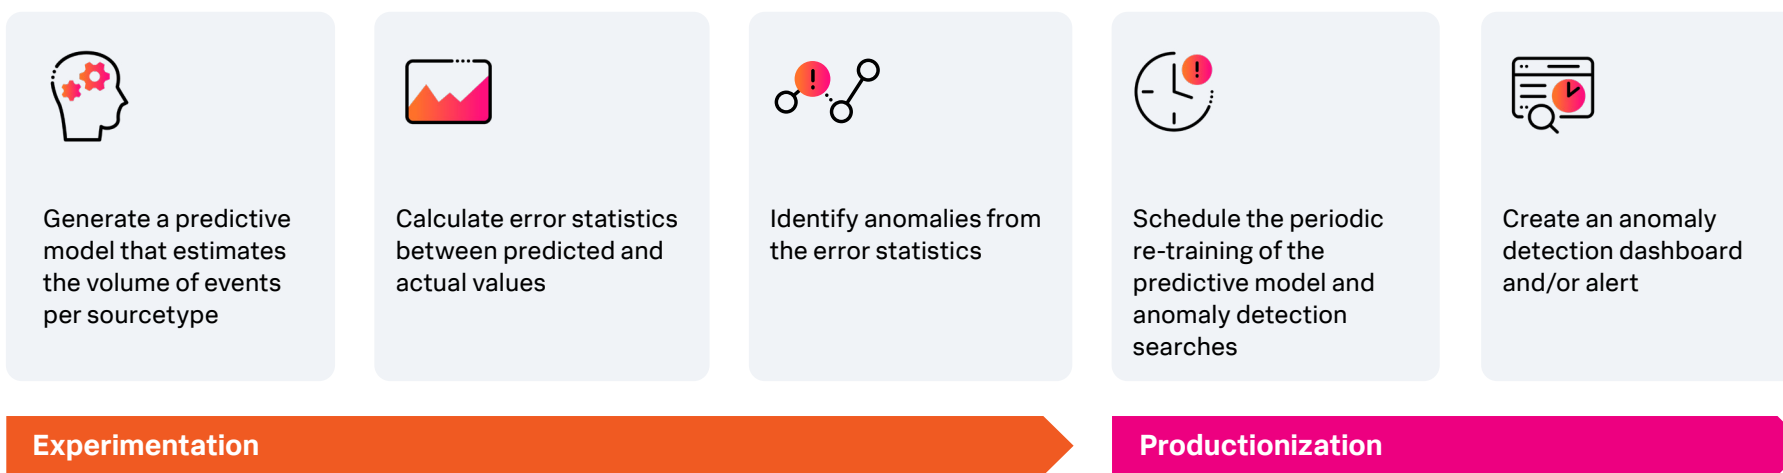 Generate a predictive
model that estimates
the volume of events
per sourcetype
Calculate error statistics
between predicted and
actual values
Identify anomalies from
the error statistics
Schedule the periodic
re-training of the
predictive model and
anomaly detection
searches
Create an anomaly
detection dashboard
and/or alert
Experimentation
Productionization